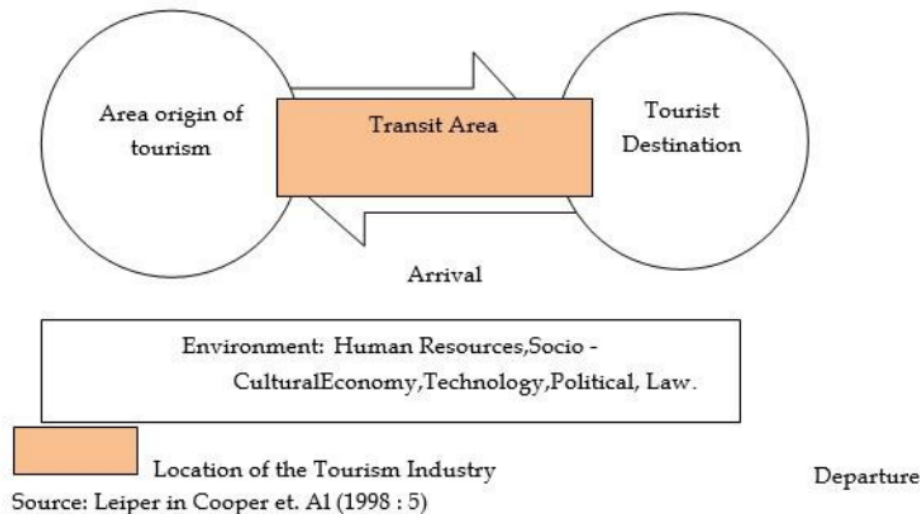 Area origin of
tourism
Transit Area
Tourist
Destination
Arrival
Environment: Human Resources,Socio -
CulturalEconomy,Technology,Political, Law.
Location of the Tourism Industry
Departure
Source: Leiper in Cooper et. Al (1998 : 5)